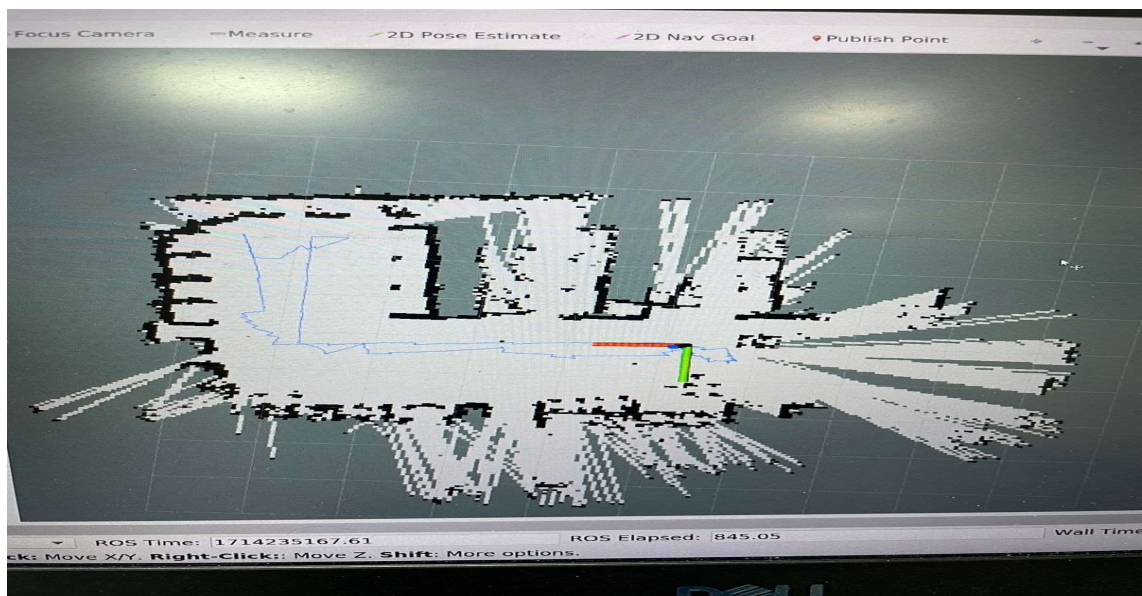 Focus Camera Measure 2D Pose Estimate 2D Nav Goal Publish Point
ROS Time: 1714235167.61 ROS Elapsed: 845.05 Wall Time
ck: Move X/Y. Right-Click:: Move Z. Shift: More options.